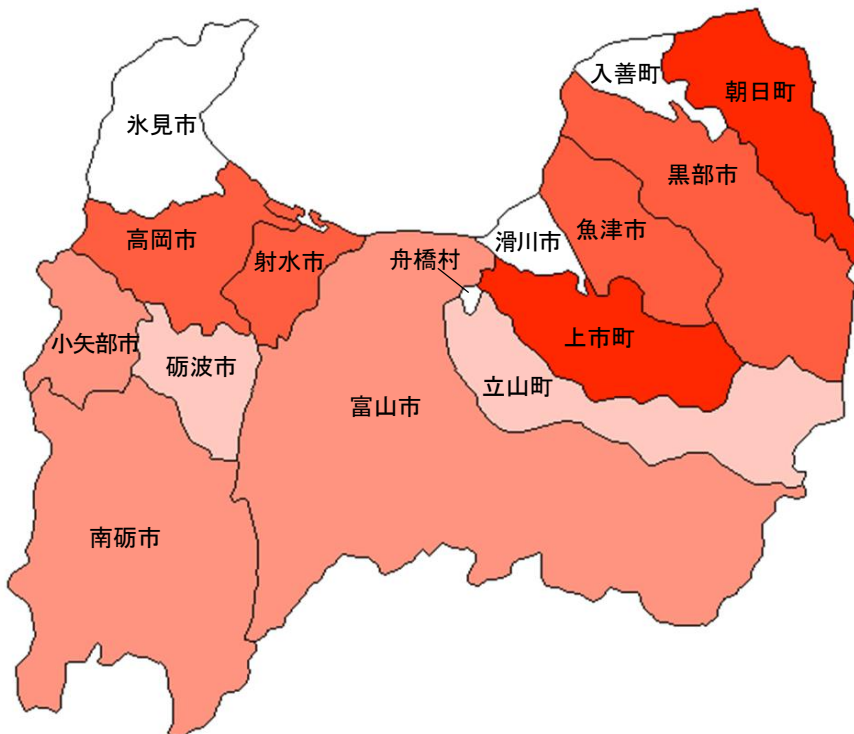 入善町
朝日町
氷見市
黒部市
魚津市
高岡市
滑川市
射水市
舟橋村
上市町
小矢部市
砺波市
立山町
富山市
南砺市